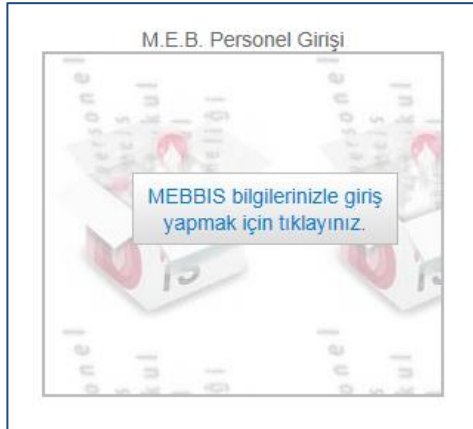 M.E.B. Personel Girişi
MEBBIS bilgilerinizle giriş
yapmak için tıklayınız.